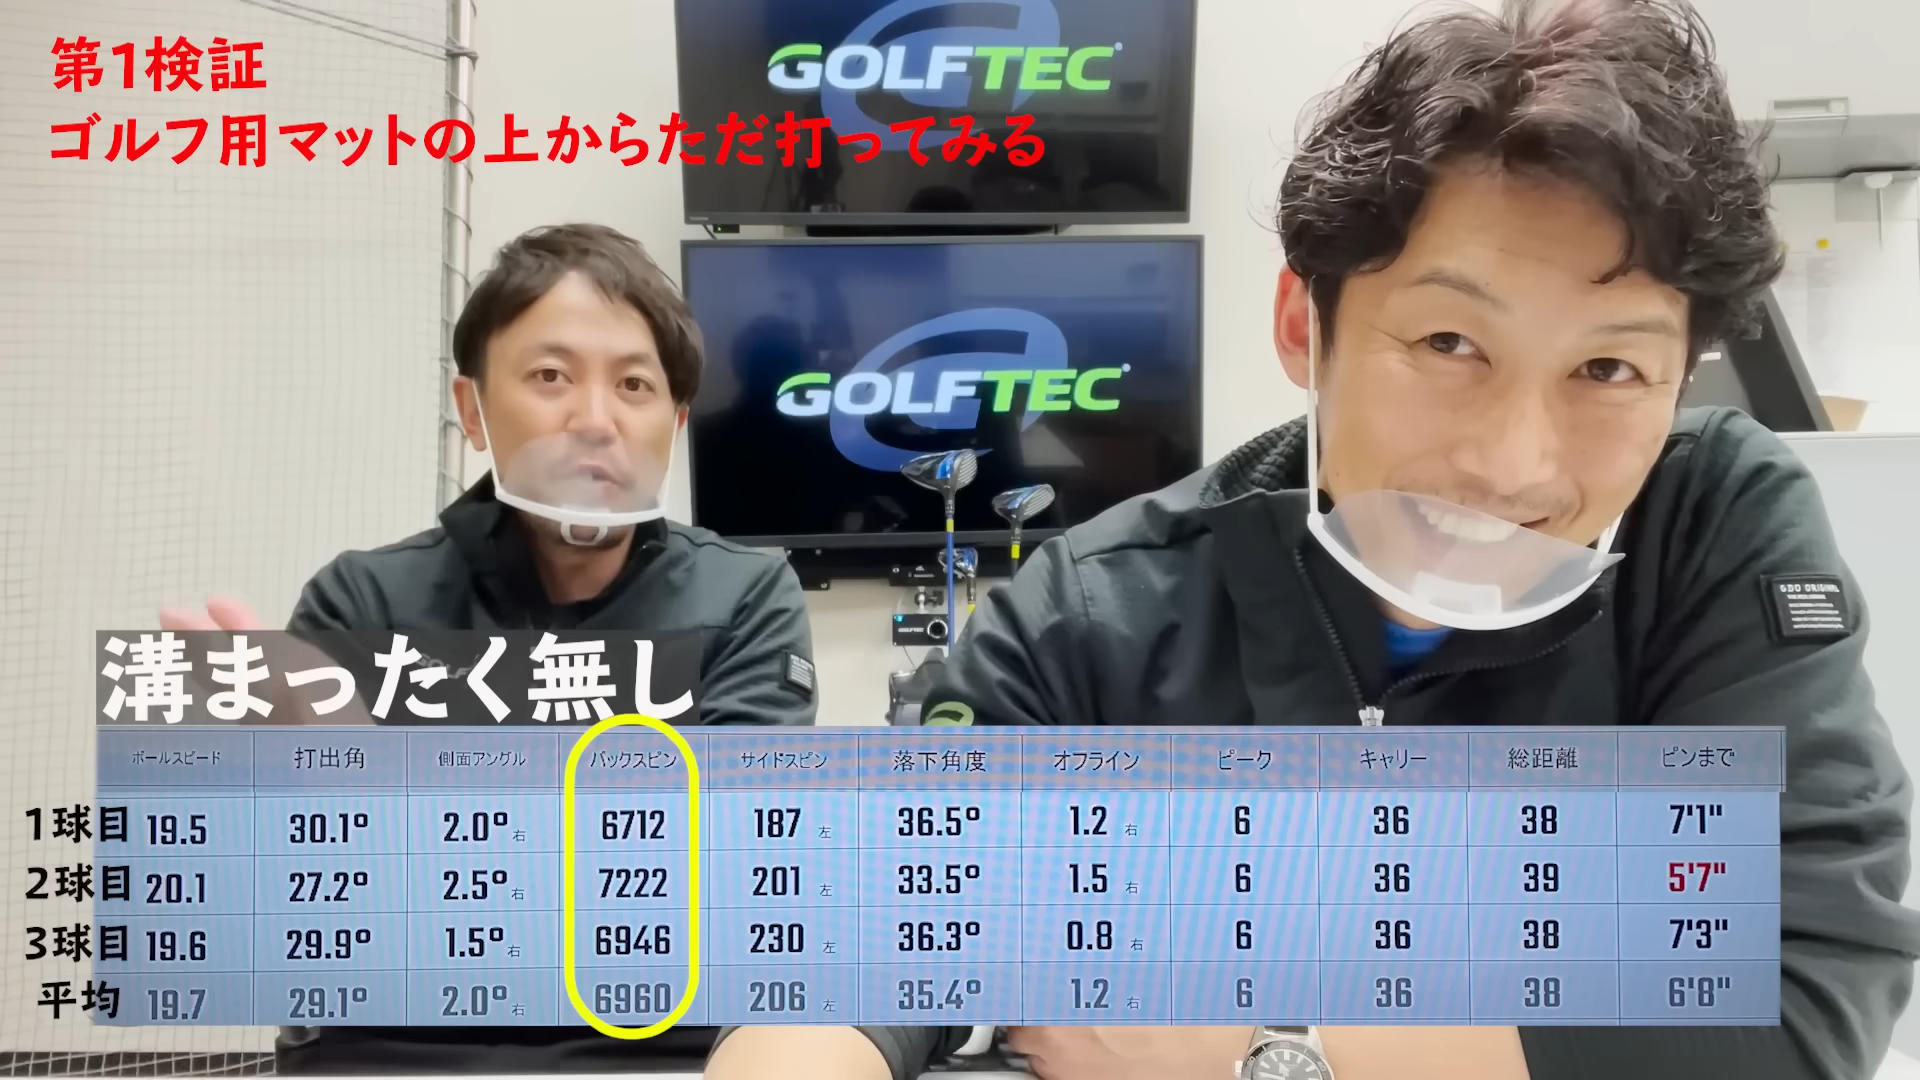 第1検証
ゴルフ用マットの上からただ打ってみる
GOLFTEC
GOLFTEC
GDO ORIGINAL
GOLFTEC
溝まったく無し
ボールスピード 打出角 側面アングル バックスピン サイドスピン 落下角度 オフライン ピーク キャリー 総距離 ピンまで
1球目 19.5 30.1° 2.0°右 6712 187 左 36.5° 1.2 右 6 36 38 7'1"
2球目 20.1 27.2° 2.5°右 7222 201 左 33.5° 1.5 右 6 36 39 5'7"
3球目 19.6 29.9° 1.5°右 6946 230 左 36.3° 0.8 右 6 36 38 7'3"
平均 19.7 29.1° 2.0°右 6960 206 左 35.4° 1.2 右 6 36 38 6'8"